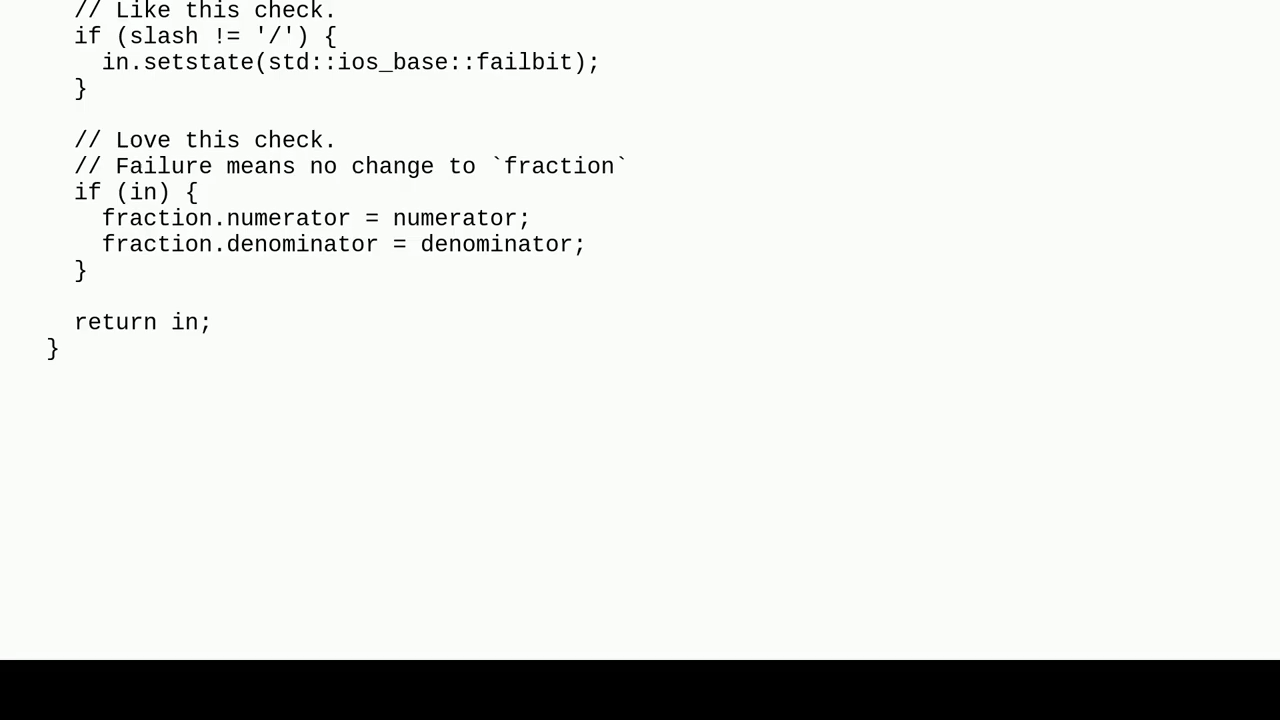 // Like this check.
if (slash != '/') {
in.setstate(std::ios_base::failbit);
}
// Love this check.
// Failure means no change to `fraction`
if (in) {
fraction.numerator = numerator;
fraction.denominator = denominator;
}
return in;
}